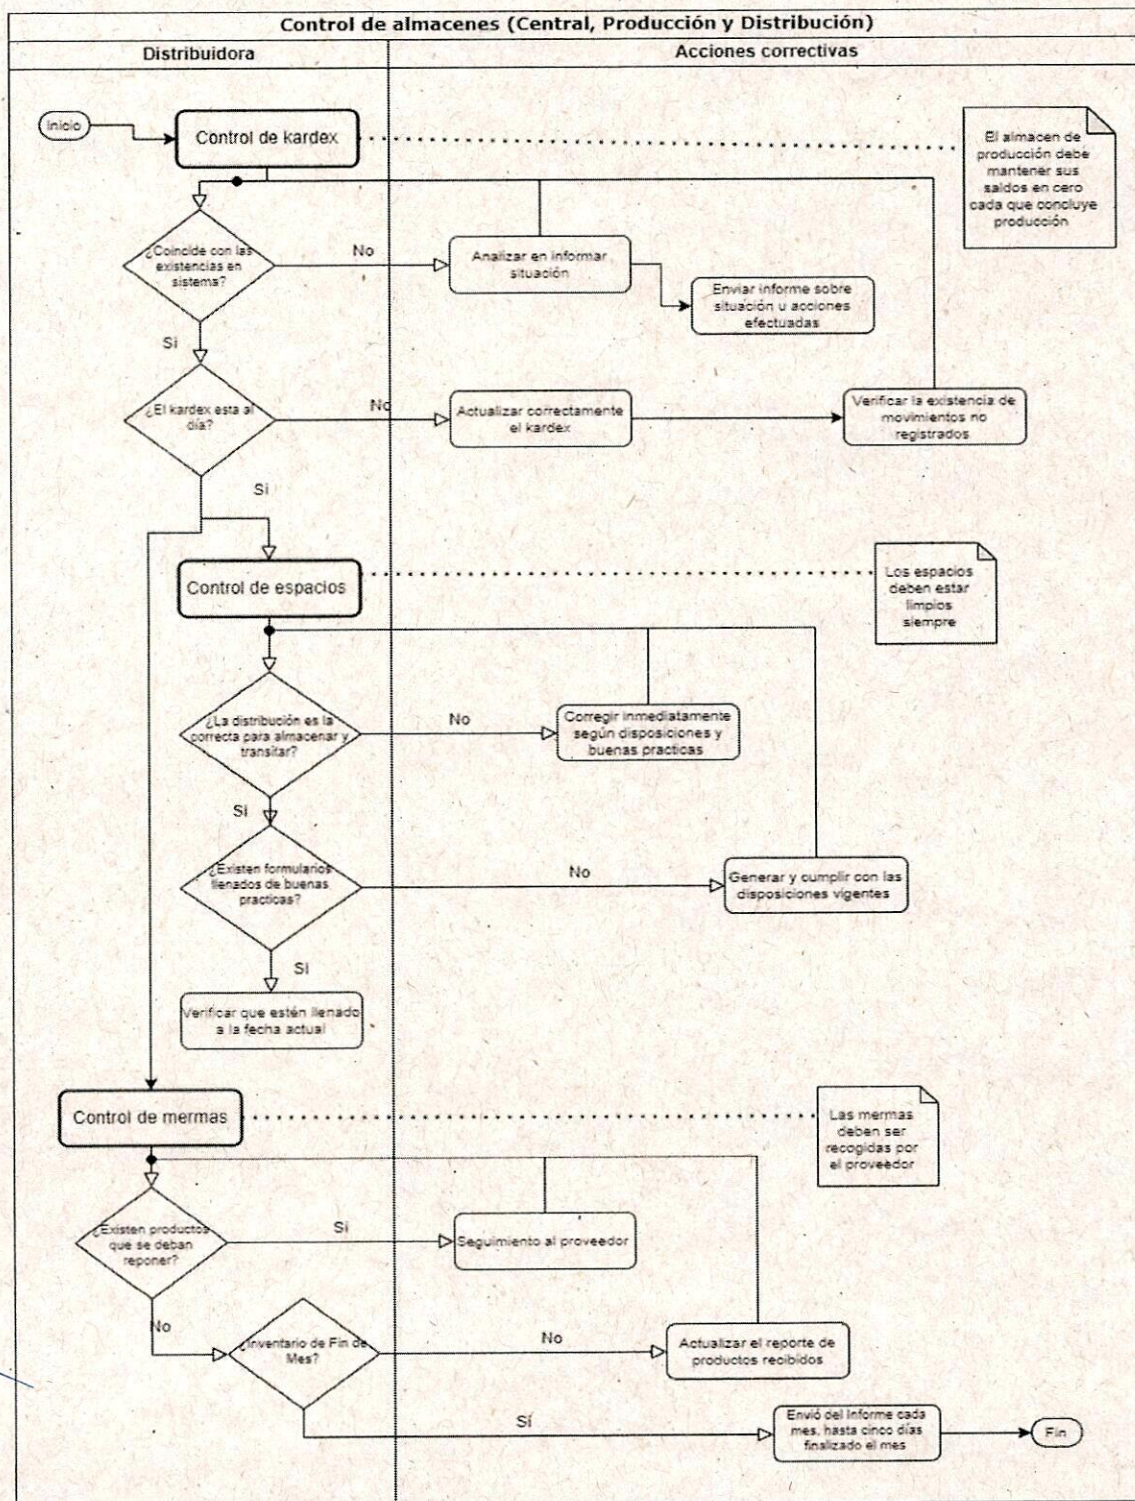 Control de almacenes (Central, Producción y Distribución)
Distribuidora
Acciones correctivas
Inicio
Control de kardex
El almacen de
producción debe
mantener sus
saldos en cero
cada que concluye
producción
¿Coincide con las
existencias en
sistema?
No
Analizar en informar
situación
Enviar informe sobre
situación u acciones
efectuadas
Si
¿El kardex esta al
día?
No
Actualizar correctamente
el kardex
Verificar la existencia de
movimientos no
registrados
Si
Control de espacios
Los espacios
deben estar
limpios
siempre
¿La distribución es la
correcta para almacenar y
transitar?
No
Corregir inmediatamente
según disposiciones y
buenas practicas
Si
¿Existen formularios
llenados de buenas
practicas?
No
Generar y cumplir con las
disposiciones vigentes
Si
Verificar que estén llenado
a la fecha actual
Control de mermas
Las mermas
deben ser
recogidas por
el proveedor
¿Existen productos
que se deban
reponer?
Si
Seguimiento al proveedor
No
¿Inventario de Fin de
Mes?
No
Actualizar el reporte de
productos recibidos
Sí
Envió del Informe cada
mes, hasta cinco días
finalizado el mes
Fin